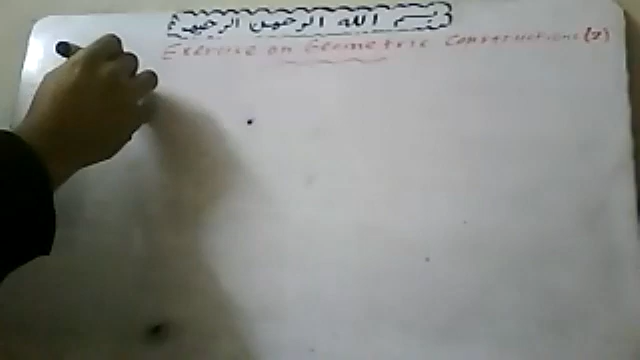 بسم الله الرحمن الرحيم
Exercise on Geometric Constructions (2)